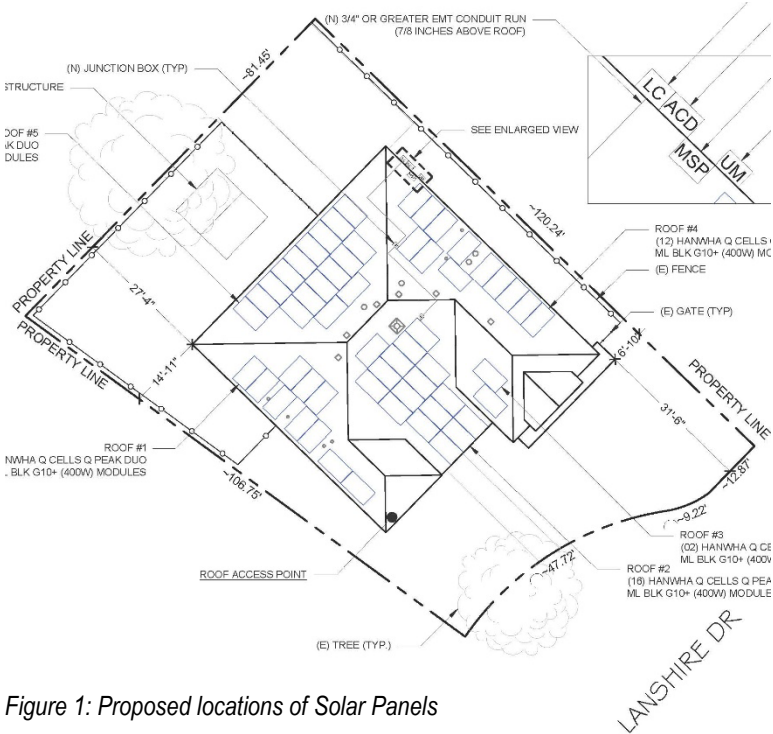 (N) 3/4" OR GREATER EMT CONDUIT RUN
(7/8 INCHES ABOVE ROOF)
~81.45'
(N) JUNCTION BOX (TYP)
STRUCTURE
LC ACD
MSP UM
SEE ENLARGED VIEW
OOF #5
AK DUO
DULES
~120.24'
ROOF #4
(12) HANWHA Q CELLS
ML BLK G10+ (400W) MO
(E) FENCE
(E) GATE (TYP)
PROPERTY LINE
PROPERTY LINE
27'-4"
14'-11"
6'-10"
PROPERTY LINE
31'-6"
ROOF #1
NWHA Q CELLS Q PEAK DUO
BLK G10+ (400W) MODULES
~106.75'
~12.87'
~9.22'
ROOF #3
(02) HANWHA Q CE
ML BLK G10+ (400W
ROOF ACCESS POINT
~47.72'
ROOF #2
(16) HANWHA Q CELLS Q PEA
ML BLK G10+ (400W) MODULE
(E) TREE (TYP.)
LANSHIRE DR
Figure 1: Proposed locations of Solar Panels